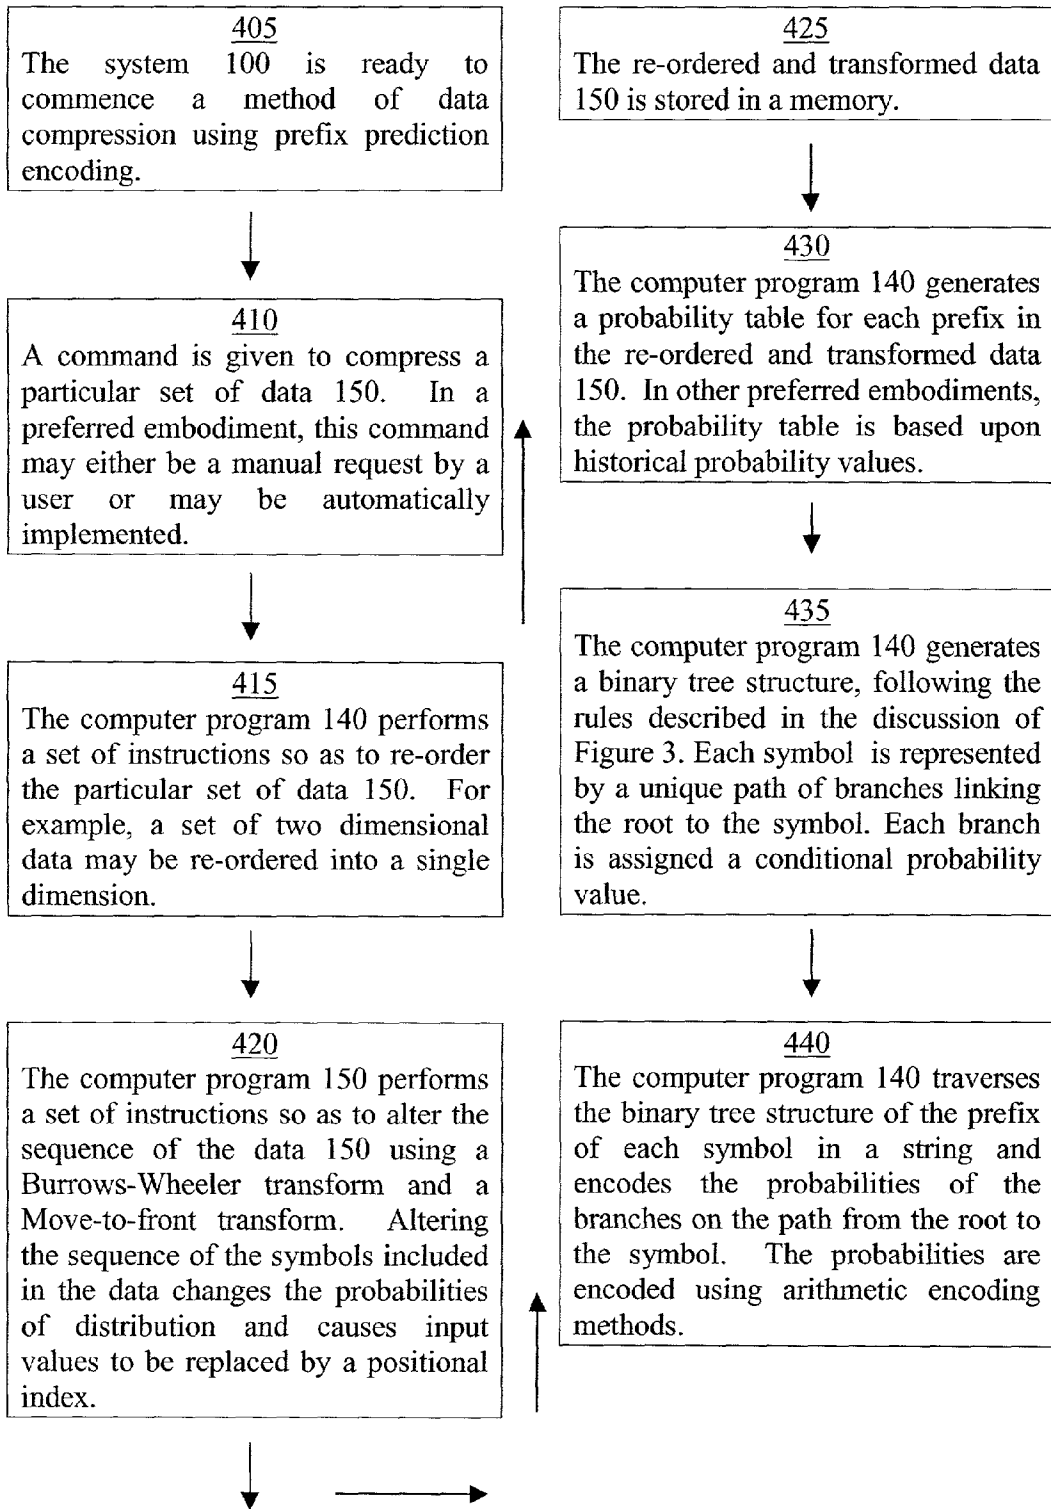 405
The system 100 is ready to
commence a method of data
compression using prefix prediction
encoding.
410
A command is given to compress a
particular set of data 150. In a
preferred embodiment, this command
may either be a manual request by a
user or may be automatically
implemented.
415
The computer program 140 performs
a set of instructions so as to re-order
the particular set of data 150. For
example, a set of two dimensional
data may be re-ordered into a single
dimension.
420
The computer program 150 performs
a set of instructions so as to alter the
sequence of the data 150 using a
Burrows-Wheeler transform and a
Move-to-front transform. Altering
the sequence of the symbols included
in the data changes the probabilities
of distribution and causes input
values to be replaced by a positional
index.
425
The re-ordered and transformed data
150 is stored in a memory.
430
The computer program 140 generates
a probability table for each prefix in
the re-ordered and transformed data
150. In other preferred embodiments,
the probability table is based upon
historical probability values.
435
The computer program 140 generates
a binary tree structure, following the
rules described in the discussion of
Figure 3. Each symbol is represented
by a unique path of branches linking
the root to the symbol. Each branch
is assigned a conditional probability
value.
440
The computer program 140 traverses
the binary tree structure of the prefix
of each symbol in a string and
encodes the probabilities of the
branches on the path from the root to
the symbol. The probabilities are
encoded using arithmetic encoding
methods.